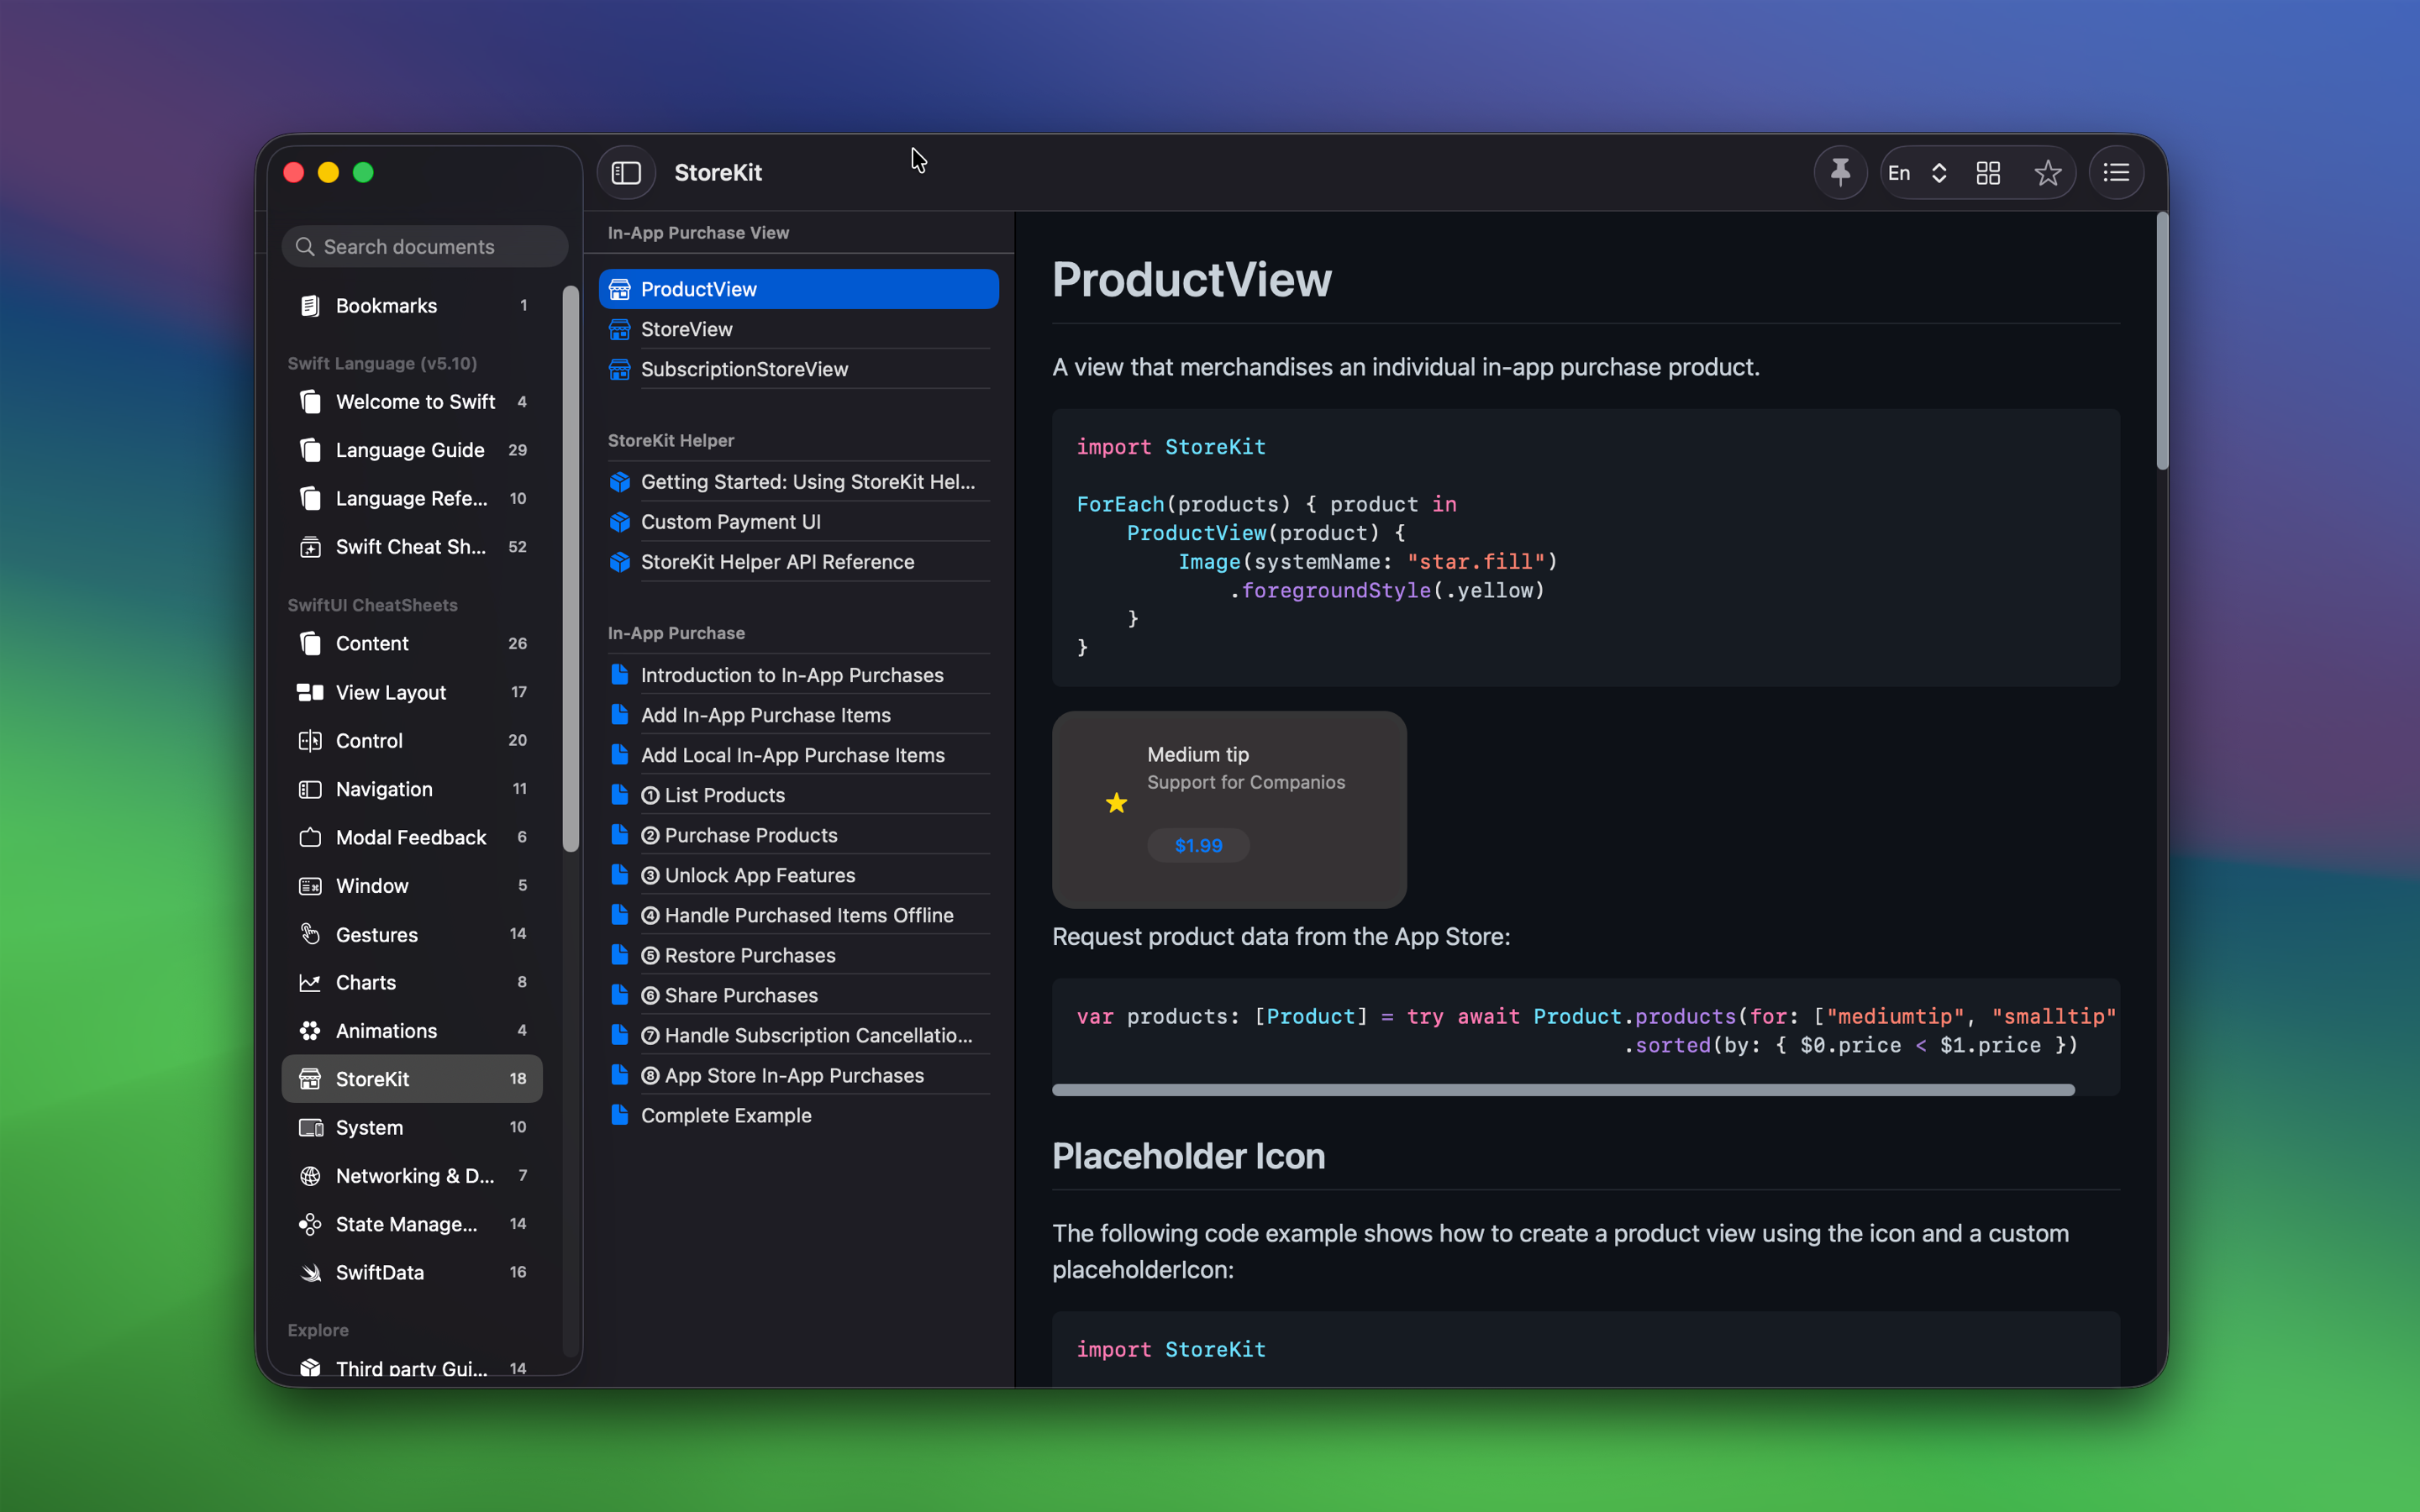 StoreKit
En
Search documents
Bookmarks 1
Swift Language (v5.10)
Welcome to Swift 4
Language Guide 29
Language Refe... 10
Swift Cheat Sh... 52
SwiftUI CheatSheets
Content 26
View Layout 17
Control 20
Navigation 11
Modal Feedback 6
Window 5
Gestures 14
Charts 8
Animations 4
StoreKit 18
System 10
Networking & D... 7
State Manage... 14
SwiftData 16
Explore
Third party Gui... 14
In-App Purchase View
ProductView
StoreView
SubscriptionStoreView
StoreKit Helper
Getting Started: Using StoreKit Hel...
Custom Payment UI
StoreKit Helper API Reference
In-App Purchase
Introduction to In-App Purchases
Add In-App Purchase Items
Add Local In-App Purchase Items
① List Products
② Purchase Products
③ Unlock App Features
④ Handle Purchased Items Offline
⑤ Restore Purchases
⑥ Share Purchases
⑦ Handle Subscription Cancellatio...
⑧ App Store In-App Purchases
Complete Example
ProductView
A view that merchandises an individual in-app purchase product.
import StoreKit
ForEach(products) { product in
    ProductView(product) {
        Image(systemName: "star.fill")
            .foregroundStyle(.yellow)
    }
}
Medium tip
Support for Companios
$1.99
Request product data from the App Store:
var products: [Product] = try await Product.products(for: ["mediumtip", "smalltip"
.sorted(by: { $0.price < $1.price })
Placeholder Icon
The following code example shows how to create a product view using the icon and a custom
placeholderIcon:
import StoreKit